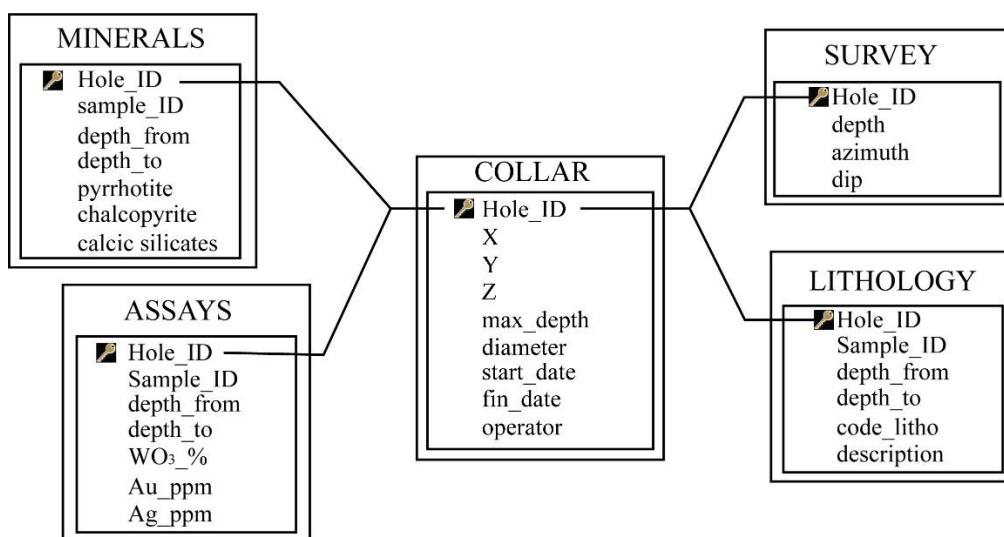 MINERALS
Hole_ID
sample_ID
depth_from
depth_to
pyrrhotite
chalcopyrite
calcic silicates
ASSAYS
Hole_ID
Sample_ID
depth_from
depth_to
WO₃_%
Au_ppm
Ag_ppm
COLLAR
Hole_ID
X
Y
Z
max_depth
diameter
start_date
fin_date
operator
SURVEY
Hole_ID
depth
azimuth
dip
LITHOLOGY
Hole_ID
Sample_ID
depth_from
depth_to
code_litho
description